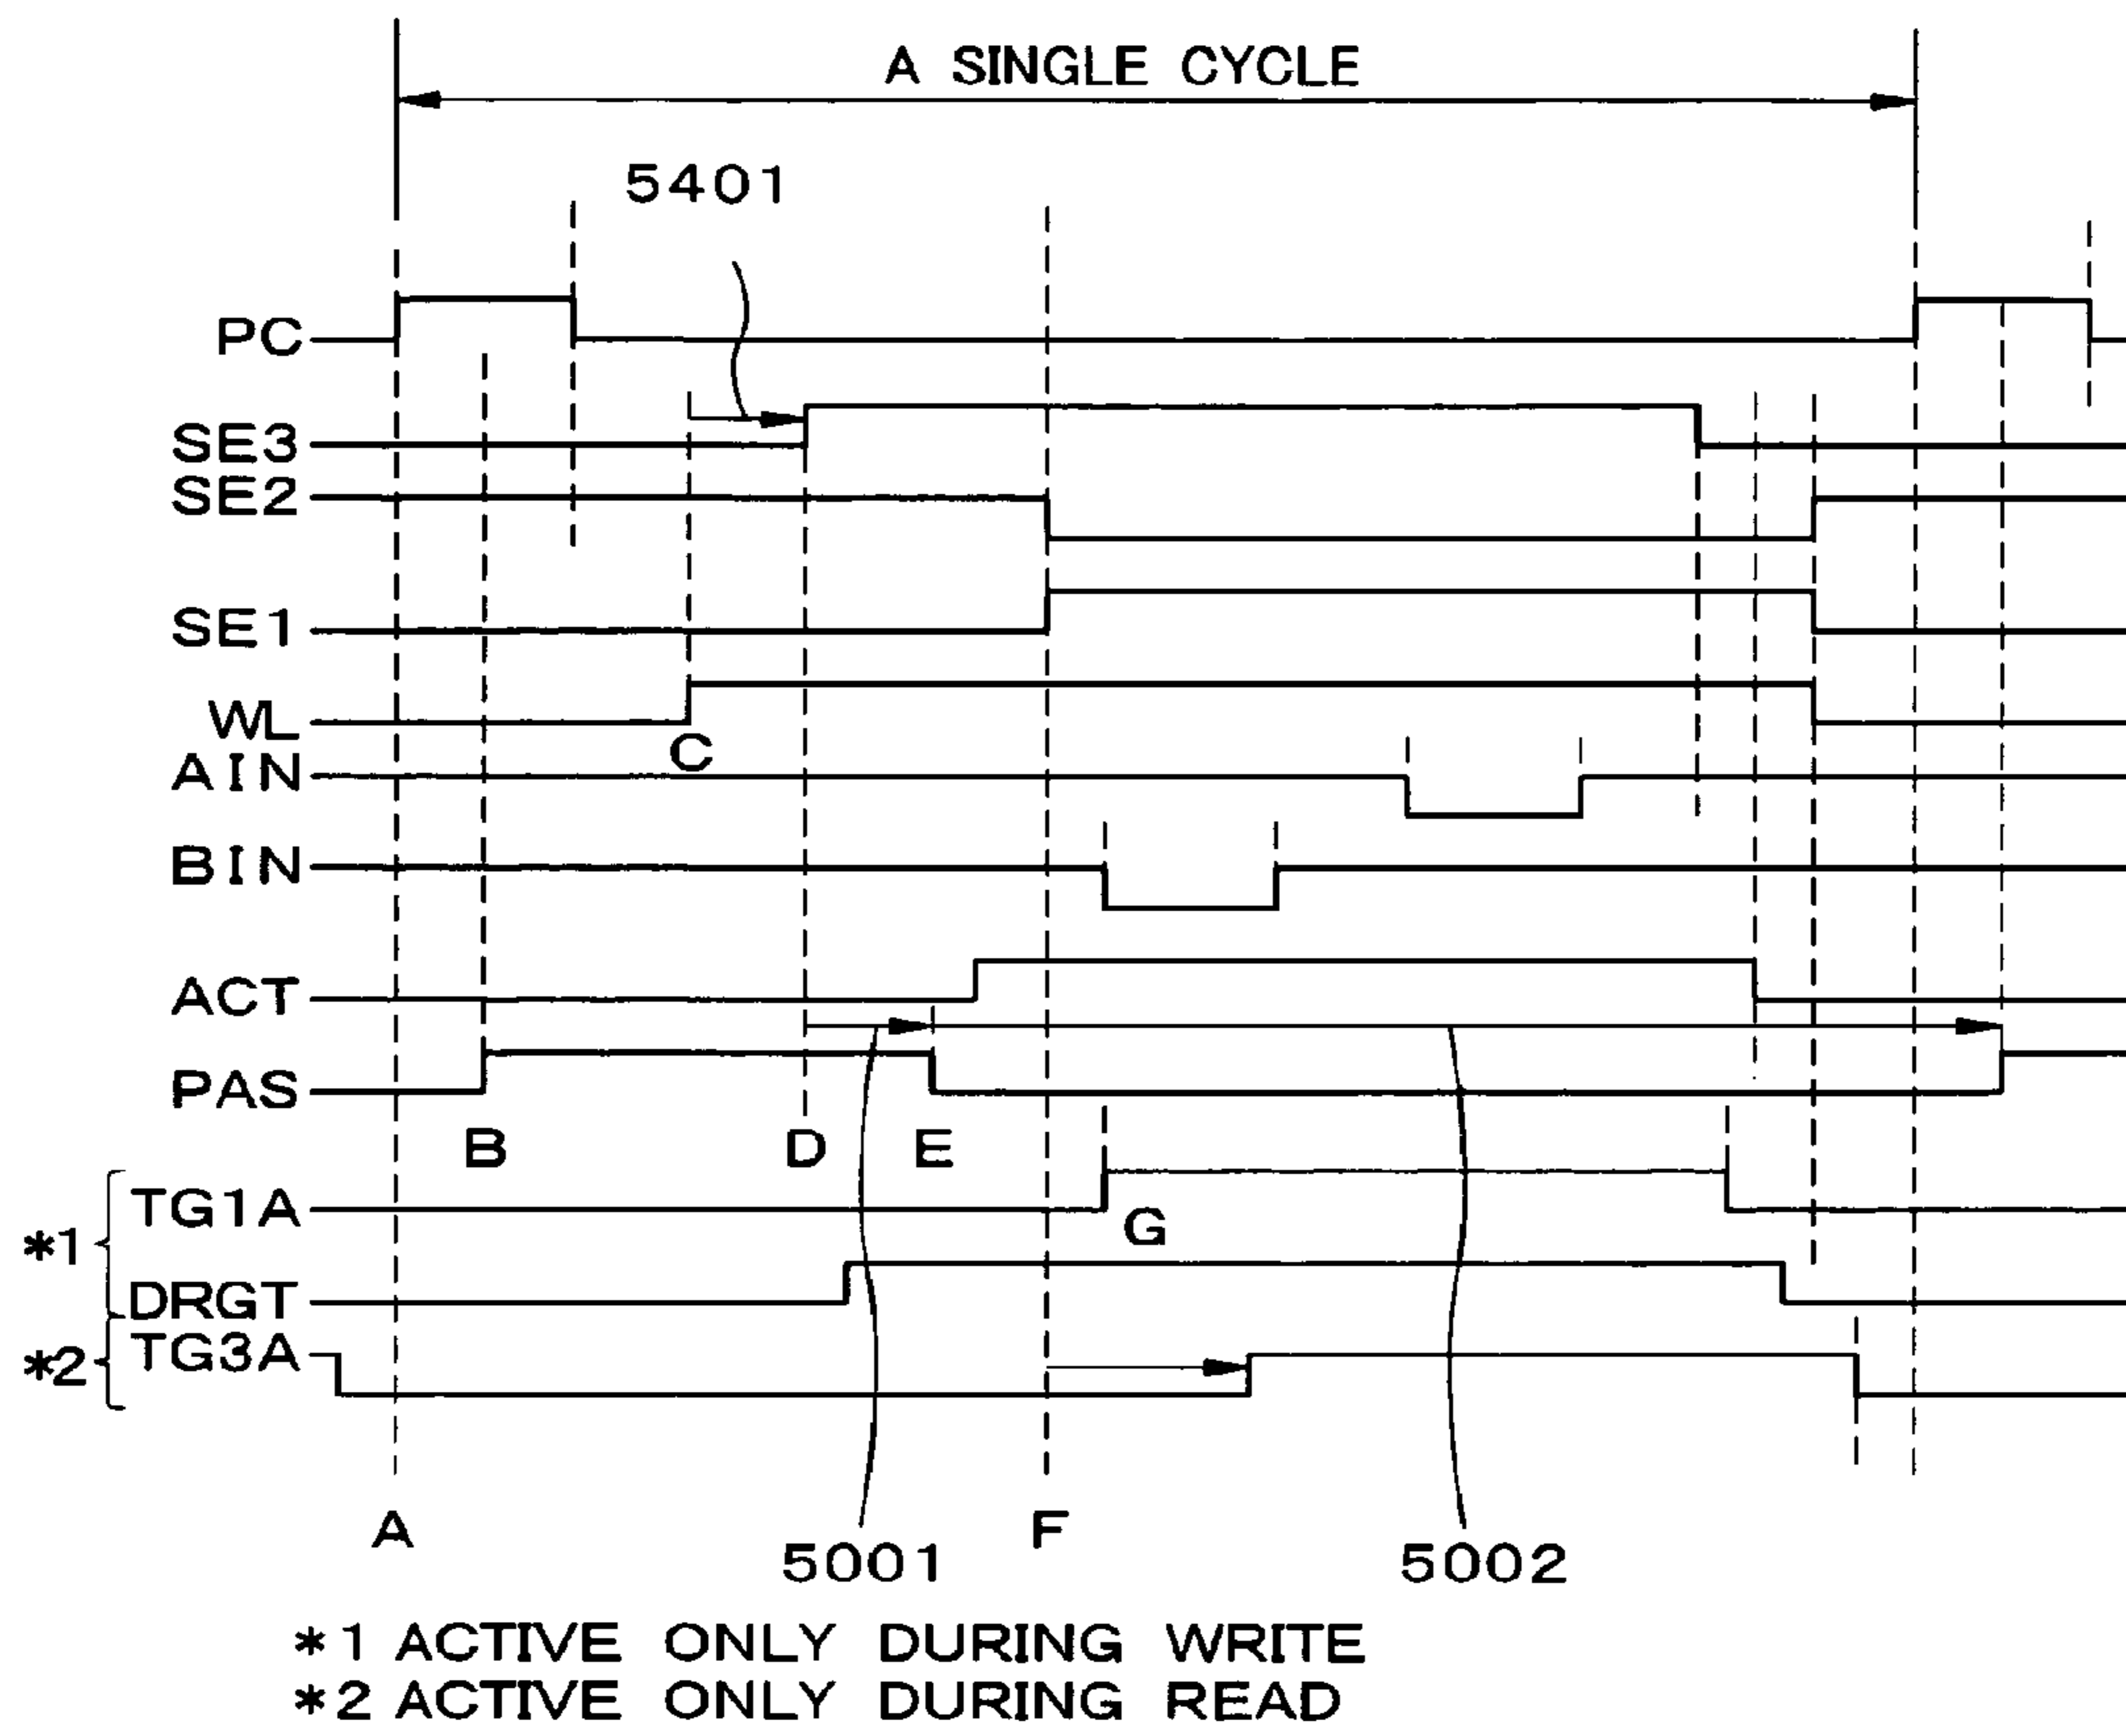 A SINGLE CYCLE
5401
PC
SE3
SE2
SE1
WL
C
AIN
BIN
ACT
PAS
B D E
TG1A
G
*1
DRGT
*2 TG3A
A F
5001 5002
*1 ACTIVE ONLY DURING WRITE
*2 ACTIVE ONLY DURING READ